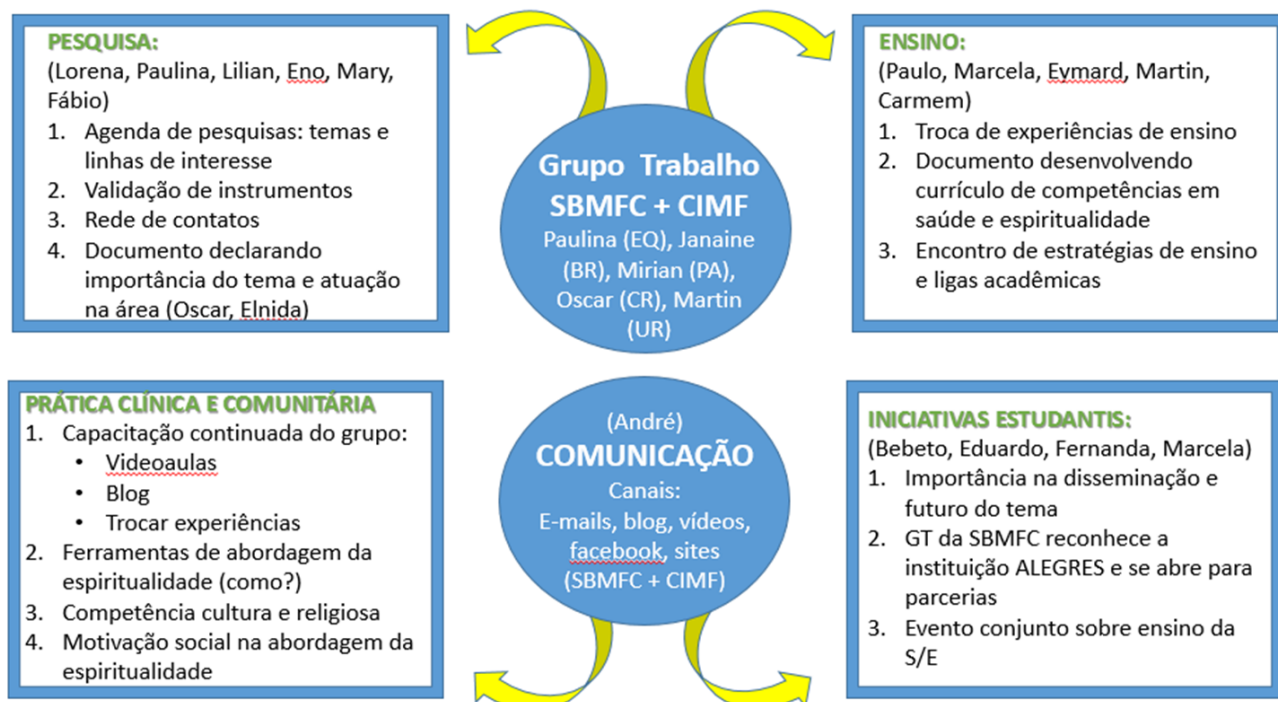 PESQUISA:
(Lorena, Paulina, Lilian, Eno, Mary,
Fábio)
1. Agenda de pesquisas: temas e
linhas de interesse
2. Validação de instrumentos
3. Rede de contatos
4. Documento declarando
importância do tema e atuação
na área (Oscar, Elnida)
Grupo Trabalho
SBMFC + CIMF
Paulina (EQ), Janaine
(BR), Mirian (PA),
Oscar (CR), Martin
(UR)
ENSINO:
(Paulo, Marcela, Eymard, Martin,
Carmem)
1. Troca de experiências de ensino
2. Documento desenvolvendo
currículo de competências em
saúde e espiritualidade
3. Encontro de estratégias de ensino
e ligas acadêmicas
PRÁTICA CLÍNICA E COMUNITÁRIA
1. Capacitação continuada do grupo:
• Videoaulas
• Blog
• Trocar experiências
2. Ferramentas de abordagem da
espiritualidade (como?)
3. Competência cultura e religiosa
4. Motivação social na abordagem da
espiritualidade
(André)
COMUNICAÇÃO
Canais:
E-mails, blog, vídeos,
facebook, sites
(SBMFC + CIMF)
INICIATIVAS ESTUDANTIS:
(Bebeto, Eduardo, Fernanda, Marcela)
1. Importância na disseminação e
futuro do tema
2. GT da SBMFC reconhece a
instituição ALEGRES e se abre para
parcerias
3. Evento conjunto sobre ensino da
S/E